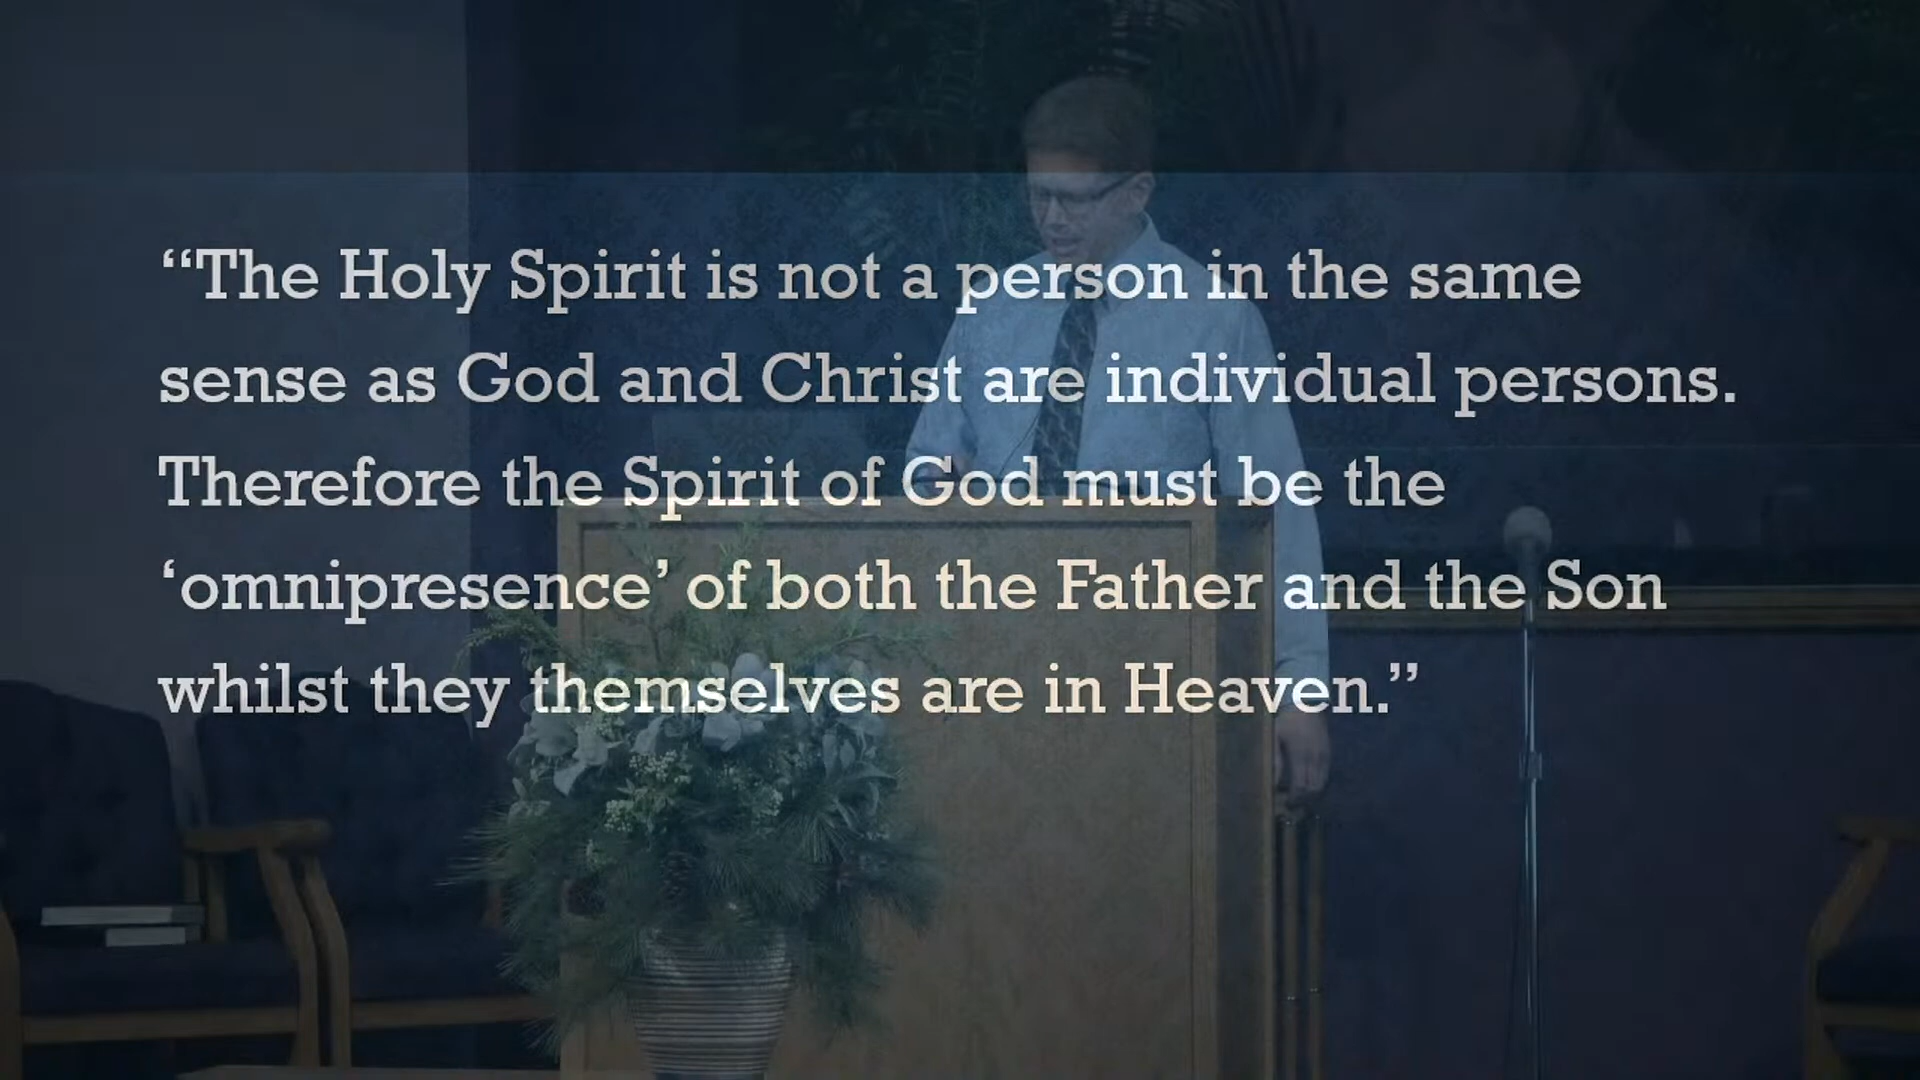 “The Holy Spirit is not a person in the same
sense as God and Christ are individual persons.
Therefore the Spirit of God must be the
‘omnipresence’ of both the Father and the Son
whilst they themselves are in Heaven.”